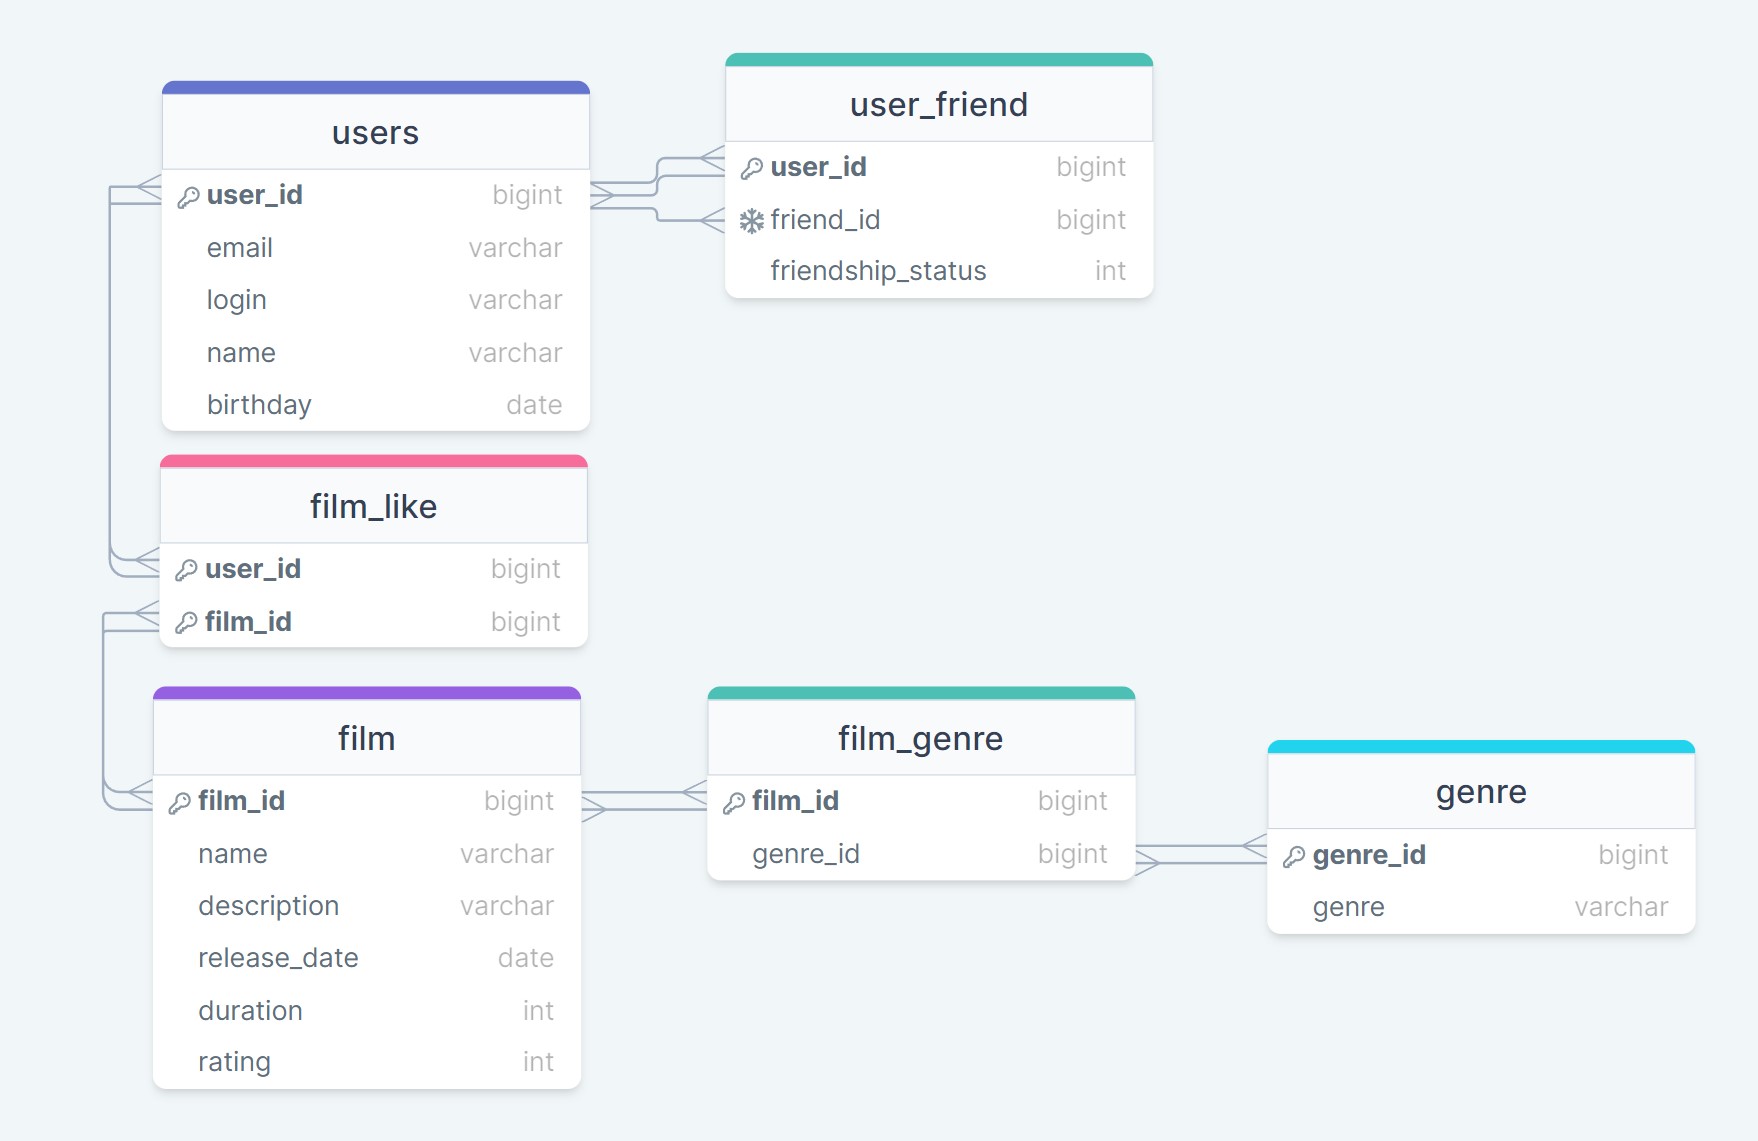 users
user_id bigint
email varchar
login varchar
name varchar
birthday date
user_friend
user_id bigint
friend_id bigint
friendship_status int
film_like
user_id bigint
film_id bigint
film
film_id bigint
name varchar
description varchar
release_date date
duration int
rating int
film_genre
film_id bigint
genre_id bigint
genre
genre_id bigint
genre varchar